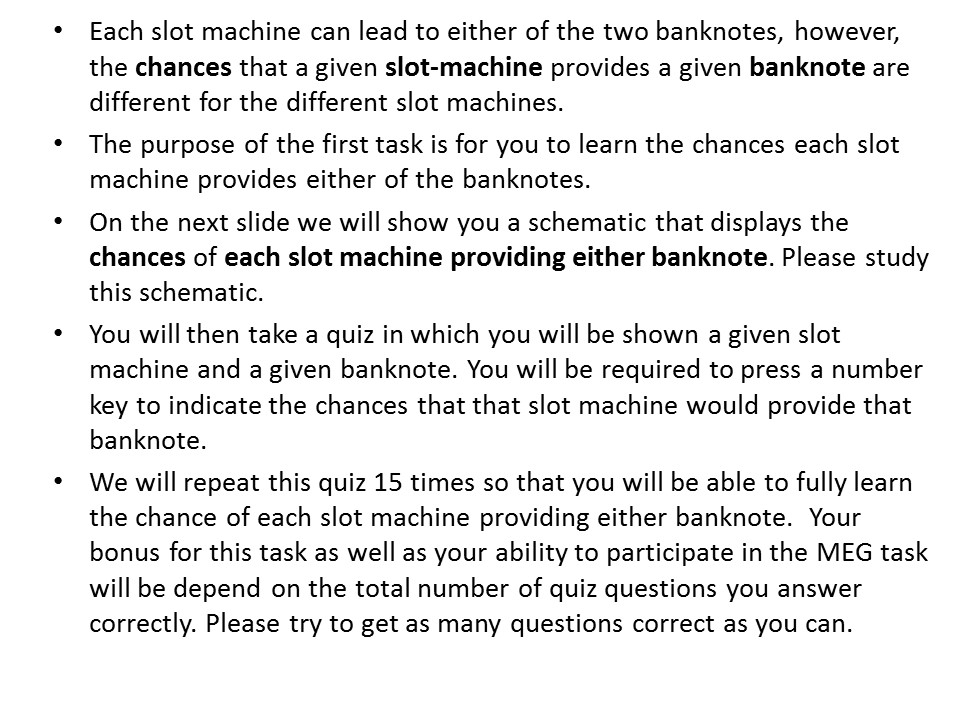 • Each slot machine can lead to either of the two banknotes, however,
the chances that a given slot-machine provides a given banknote are
different for the different slot machines.
• The purpose of the first task is for you to learn the chances each slot
machine provides either of the banknotes.
• On the next slide we will show you a schematic that displays the
chances of each slot machine providing either banknote. Please study
this schematic.
• You will then take a quiz in which you will be shown a given slot
machine and a given banknote. You will be required to press a number
key to indicate the chances that that slot machine would provide that
banknote.
• We will repeat this quiz 15 times so that you will be able to fully learn
the chance of each slot machine providing either banknote.  Your
bonus for this task as well as your ability to participate in the MEG task
will be depend on the total number of quiz questions you answer
correctly. Please try to get as many questions correct as you can.